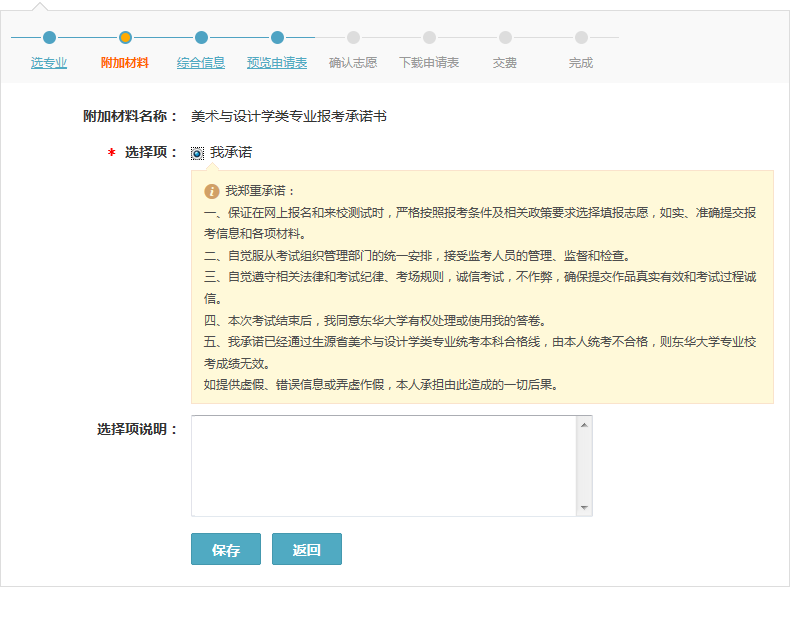 选专业 附加材料 综合信息 预览申请表 确认志愿 下载申请表 交费 完成
附加材料名称： 美术与设计学类专业报考承诺书
* 选择项： 我承诺
i 我郑重承诺：
一、保证在网上报名和来校测试时，严格按照报考条件及相关政策要求选择填报志愿，如实、准确提交报
考信息和各项材料。
二、自觉服从考试组织管理部门的统一安排，接受监考人员的管理、监督和检查。
三、自觉遵守相关法律和考试纪律、考场规则，诚信考试，不作弊，确保提交作品真实有效和考试过程诚
信。
四、本次考试结束后，我同意东华大学有权处理或使用我的答卷。
五、我承诺已经通过生源省美术与设计学类专业统考本科合格线，由本人统考不合格，则东华大学专业校
考成绩无效。
如提供虚假、错误信息或弄虚作假，本人承担由此造成的一切后果。
选择项说明：
保存 返回